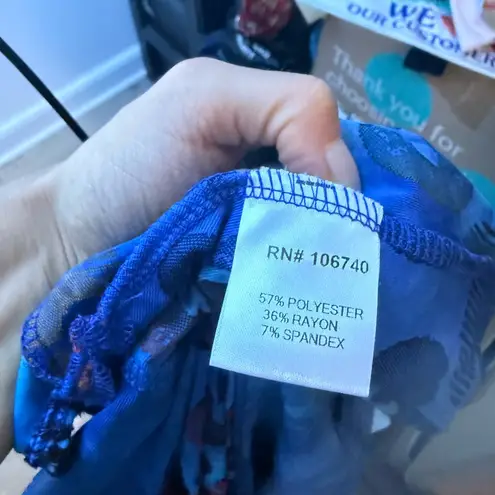 WE
OUR CUSTOMER
Thank you
for
choosing
RN# 106740
57% POLYESTER
36% RAYON
7% SPANDEX